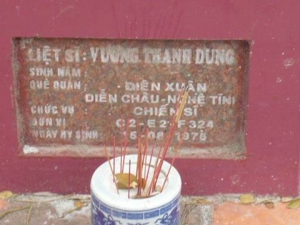 LIỆT SĨ: VƯƠNG THANH DUNG
SINH NĂM:
QUÊ QUÁN : DIỄN XUÂN
DIỄN CHÂU-NGHỆ TĨNH
CHỨC VỤ : CHIẾN SĨ
ĐƠN VỊ : C2-E2-F324
NGÀY HY SINH : 15-08-1975